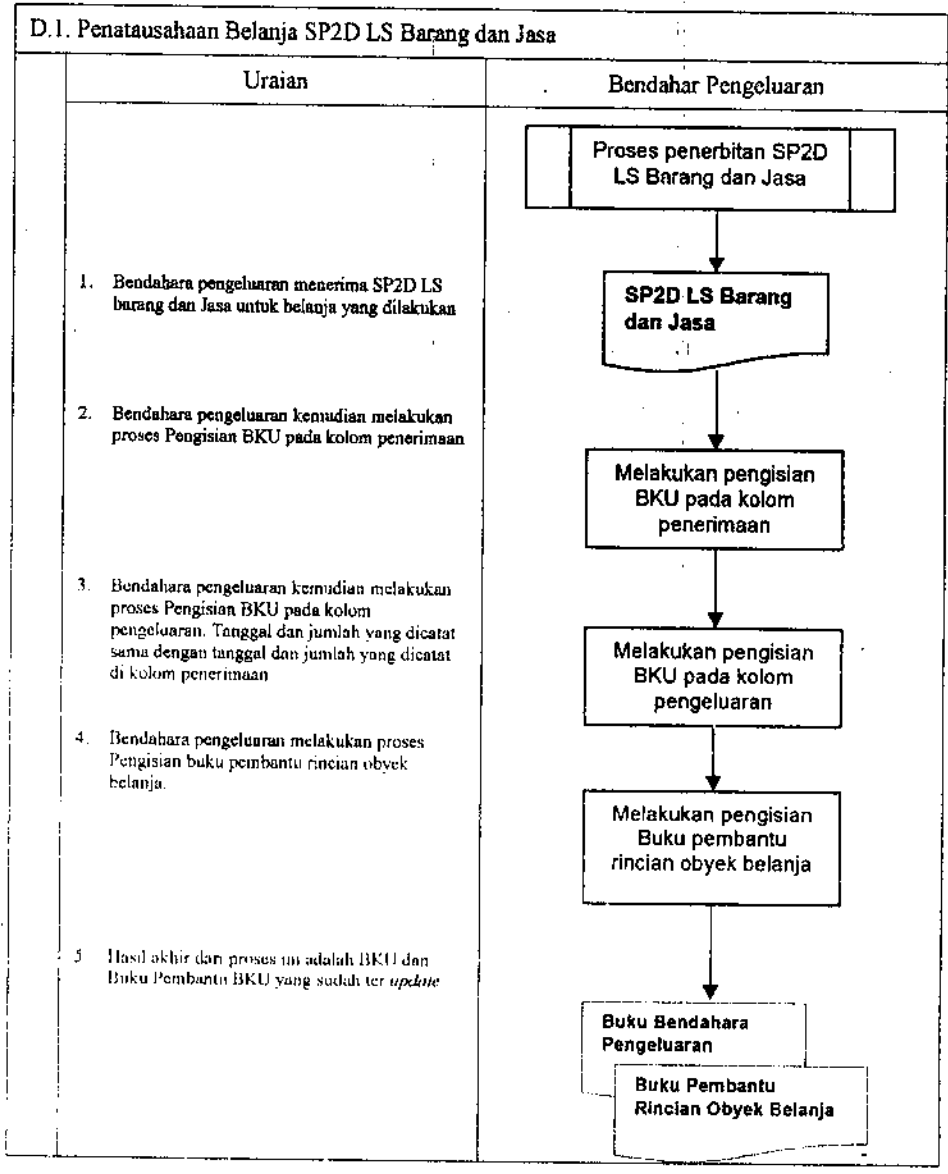 D.1. Penatausahaan Belanja SP2D LS Barang dan Jasa
Uraian
Bendahar Pengeluaran
Proses penerbitan SP2D
LS Barang dan Jasa
1. Bendahara pengeluaran menerima SP2D LS
barang dan Jasa untuk belanja yang dilakukan
SP2D LS Barang
dan Jasa
2. Bendahara pengeluaran kemudian melakukan
proses Pengisian BKU pada kolom penerimaan
Melakukan pengisian
BKU pada kolom
penerimaan
3. Bendahara pengeluaran kemudian melakukan
proses Pengisian BKU pada kolom
pengeluaran. Tanggal dan jumlah yang dicatat
sama dengan tanggal dan jumlah yang dicatat
di kolom penerimaan
Melakukan pengisian
BKU pada kolom
pengeluaran
4. Bendahara pengeluaran melakukan proses
Pengisian buku pembantu rincian obyek
belanja.
Melakukan pengisian
Buku pembantu
rincian obyek belanja
5 Hasil akhir dan proses ini adalah BKU dan
Buku Pembantu BKU yang sudah ter update
Buku Bendahara
Pengeluaran
Buku Pembantu
Rincian Obyek Belanja